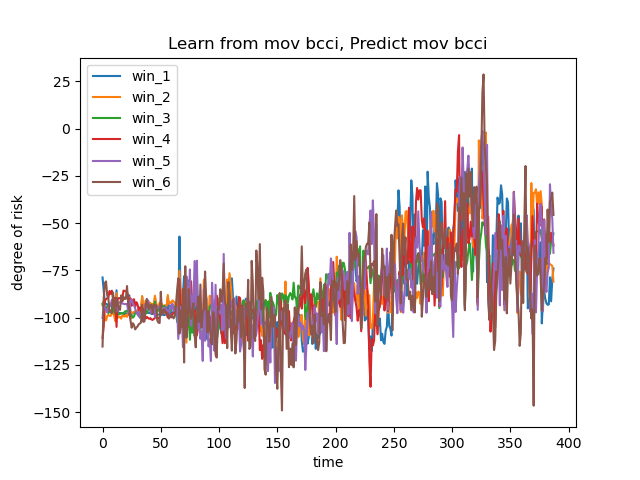 Learn from mov bcci, Predict mov bcci
win_1
win_2
win_3
win_4
win_5
win_6
degree of risk
25
0
−25
−50
−75
−100
−125
−150
0 50 100 150 200 250 300 350 400
time